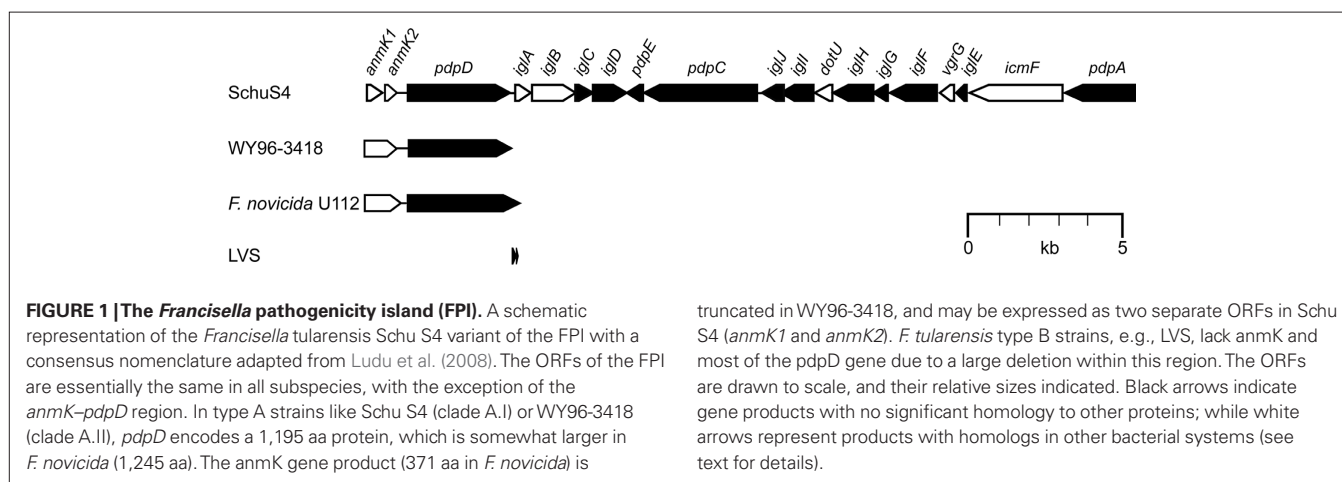 anmK1 anmK2 pdpD iglA iglB iglC iglD pdpE pdpC iglJ iglI dotU iglH iglG iglF vgrG iglE icmF pdpA
SchuS4
WY96-3418
F. novicida U112
0 kb 5
LVS
FIGURE 1 | The Francisella pathogenicity island (FPI). A schematic
representation of the Francisella tularensis Schu S4 variant of the FPI with a
consensus nomenclature adapted from Ludu et al. (2008). The ORFs of the FPI
are essentially the same in all subspecies, with the exception of the
anmK–pdpD region. In type A strains like Schu S4 (clade A.I) or WY96-3418
(clade A.II), pdpD encodes a 1,195 aa protein, which is somewhat larger in
F. novicida (1,245 aa). The anmK gene product (371 aa in F. novicida) is
truncated in WY96-3418, and may be expressed as two separate ORFs in Schu
S4 (anmK1 and anmK2). F. tularensis type B strains, e.g., LVS, lack anmK and
most of the pdpD gene due to a large deletion within this region. The ORFs
are drawn to scale, and their relative sizes indicated. Black arrows indicate
gene products with no significant homology to other proteins; while white
arrows represent products with homologs in other bacterial systems (see
text for details).